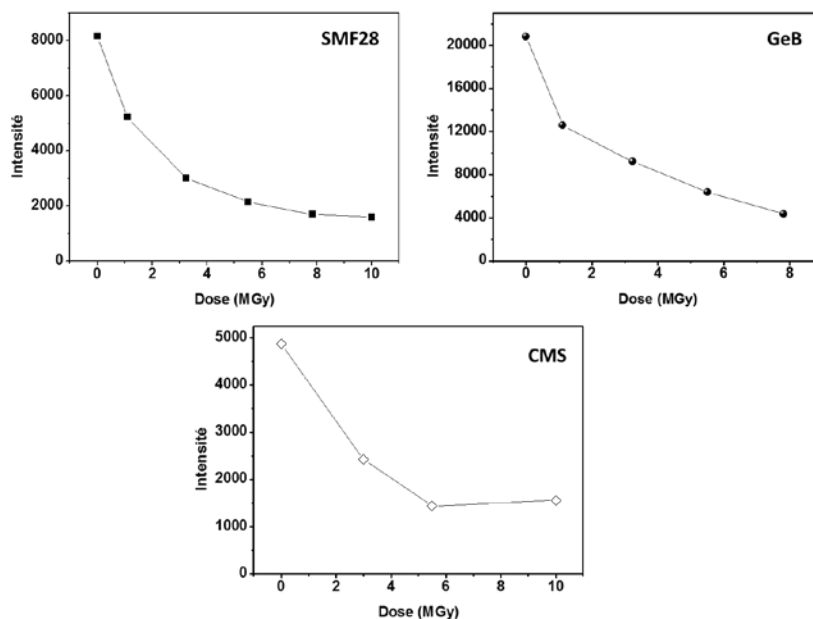 SMF28
8000
6000
4000
2000
0
Intensité
0 2 4 6 8 10
Dose (MGy)
GeB
20000
16000
12000
8000
4000
0
Intensité
0 2 4 6 8
Dose (MGy)
CMS
5000
4000
3000
2000
1000
0
Intensité
0 2 4 6 8 10
Dose (MGy)